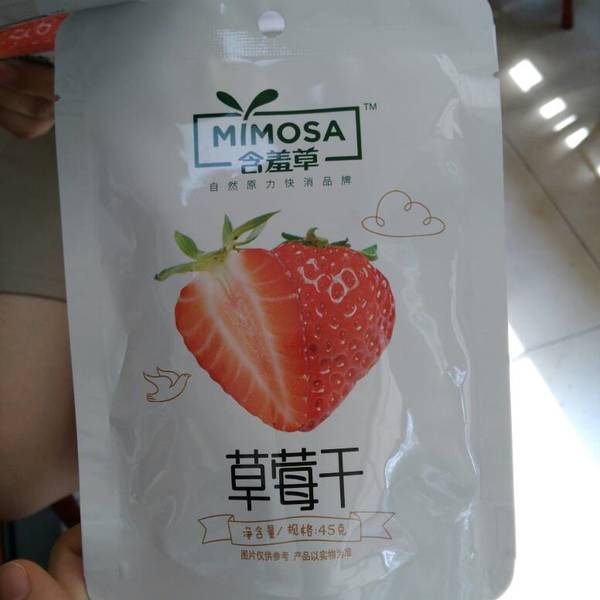 MIMOSA TM
含羞草
自然原力快消品牌
草莓干
净含量/规格:45克
图片仅供参考 产品以实物为准